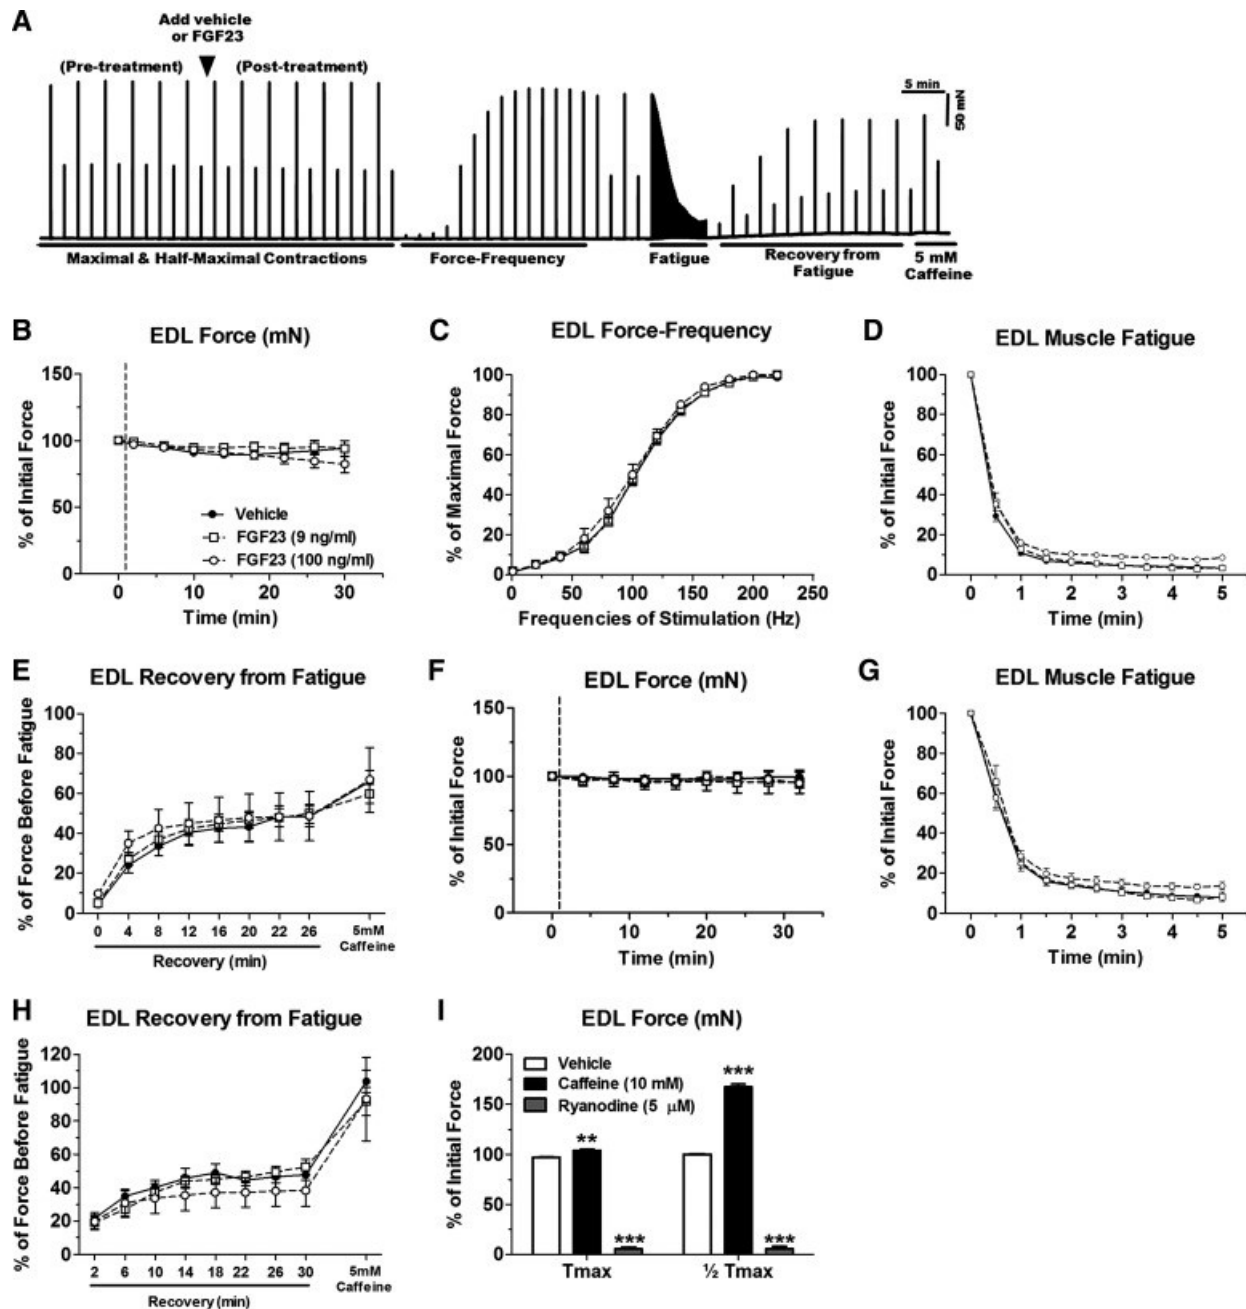 A
Add vehicle
or FGF23
(Pre-treatment)
(Post-treatment)
5 min
50 mN
Maximal & Half-Maximal Contractions
Force-Frequency
Fatigue
Recovery from
Fatigue
5 mM
Caffeine
B
EDL Force (mN)
% of Initial Force
150
100
50
0
Vehicle
FGF23 (9 ng/ml)
FGF23 (100 ng/ml)
0 10 20 30
Time (min)
C
EDL Force-Frequency
% of Maximal Force
100
80
60
40
20
0
0 50 100 150 200 250
Frequencies of Stimulation (Hz)
D
EDL Muscle Fatigue
% of Initial Force
100
80
60
40
20
0
0 1 2 3 4 5
Time (min)
E
EDL Recovery from Fatigue
% of Force Before Fatigue
100
80
60
40
20
0
0 4 8 12 16 20 22 26
5mM
Caffeine
Recovery (min)
F
EDL Force (mN)
% of Initial Force
150
100
50
0
0 10 20 30
Time (min)
G
EDL Muscle Fatigue
% of Initial Force
100
80
60
40
20
0
0 1 2 3 4 5
Time (min)
H
EDL Recovery from Fatigue
% of Force Before Fatigue
120
100
80
60
40
20
0
2 6 10 14 18 22 26 30
5mM
Caffeine
Recovery (min)
I
EDL Force (mN)
% of Initial Force
200
150
100
50
0
Vehicle
Caffeine (10 mM)
Ryanodine (5 μM)
**
***
***
***
Tmax
½ Tmax